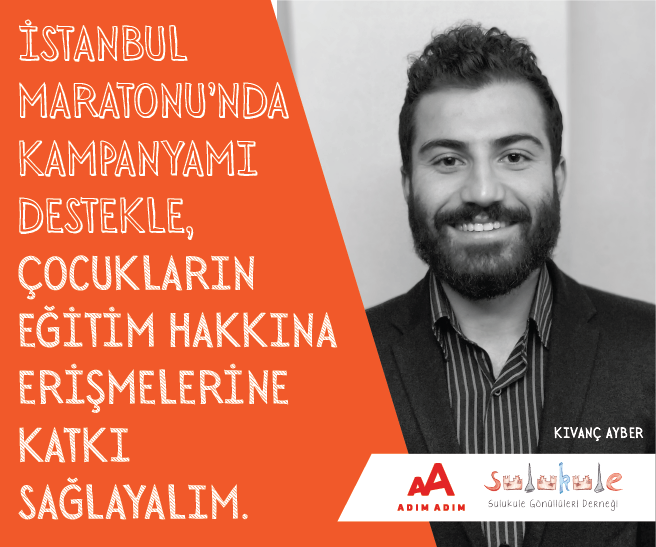 İSTANBUL
MARATONU'NDA
KAMPANYAMI
DESTEKLE,
ÇOCUKLARIN
EĞİTİM HAKKINA
ERİŞMELERİNE
KATKI
SAĞLAYALIM.
KIVANÇ AYBER
AA
ADIM ADIM
Sulukule
Sulukule Gönüllüleri Derneği